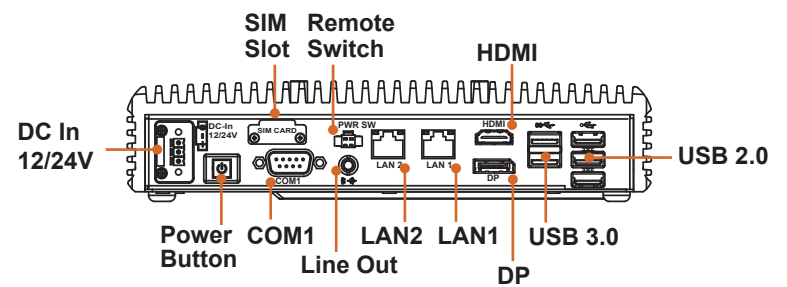 SIM Slot
Remote Switch
HDMI
DC In 12/24V
DC-In 12/24V
SIM CARD
PWR SW
HDMI
LAN 2
LAN 1
DP
COM1
USB 2.0
Power Button
COM1
Line Out
LAN2
LAN1
DP
USB 3.0